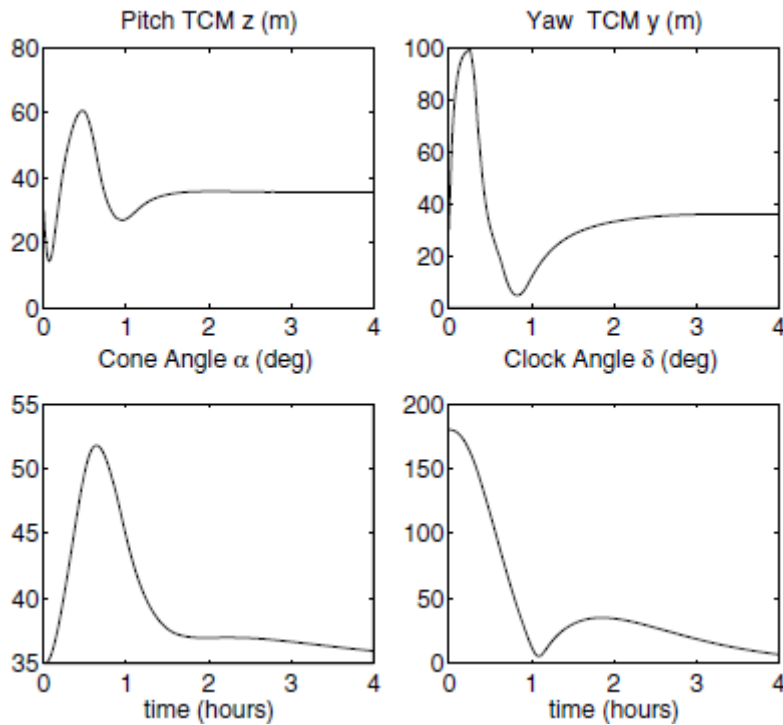 Pitch TCM z (m)
Yaw TCM y (m)
80
60
40
20
0
0 1 2 3 4
100
80
60
40
20
0
0 1 2 3 4
Cone Angle α (deg)
Clock Angle δ (deg)
55
50
45
40
35
0 1 2 3 4
time (hours)
200
150
100
50
0
0 1 2 3 4
time (hours)